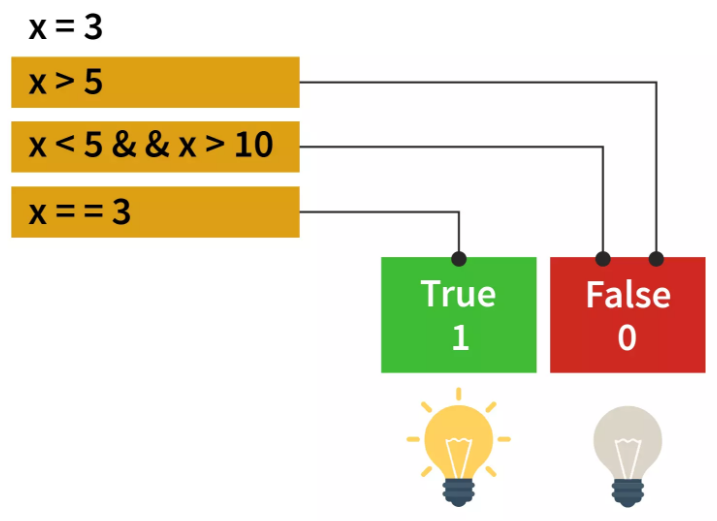 x = 3
x > 5
x < 5 & & x > 10
x = = 3
True
1
False
0